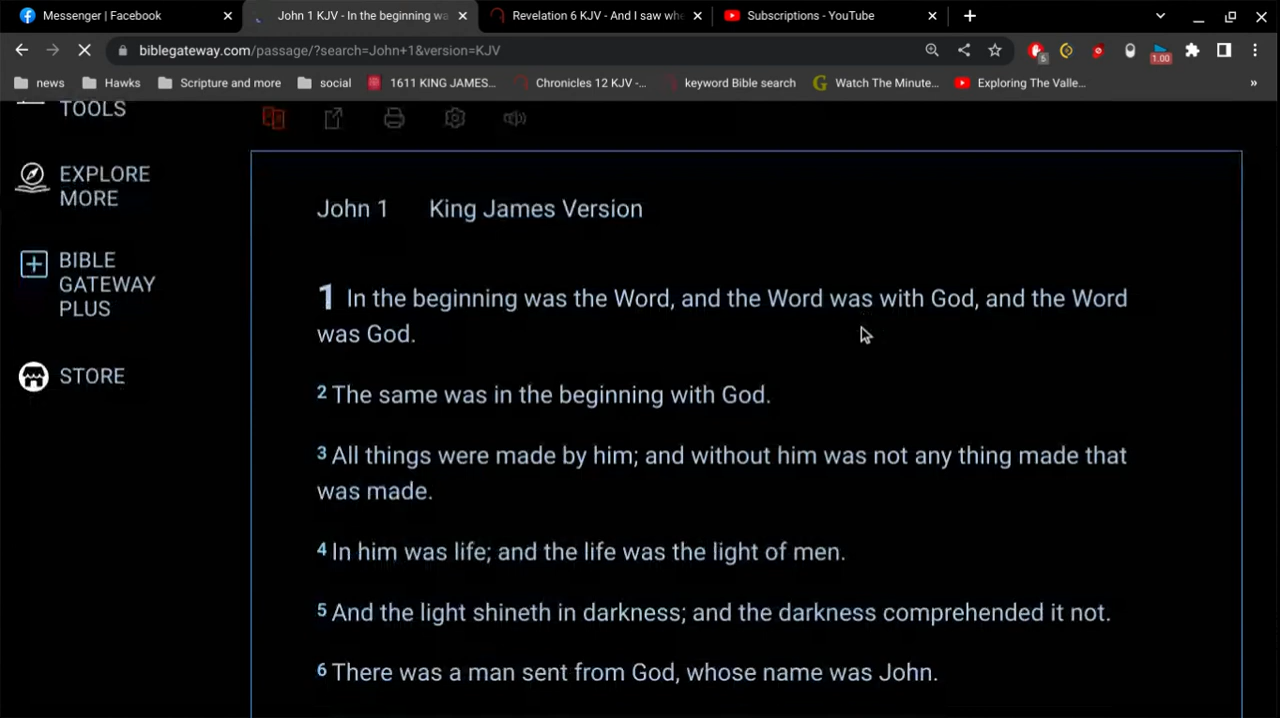 Messenger | Facebook
John 1 KJV - In the beginning wa
Revelation 6 KJV - And I saw whe
Subscriptions - YouTube
biblegateway.com/passage/?search=John+1&version=KJV
5
1.00
news
Hawks
Scripture and more
social
1611 KING JAMES...
Chronicles 12 KJV -...
keyword Bible search
Watch The Minute...
Exploring The Valle...
»
TOOLS
EXPLORE
MORE
BIBLE
GATEWAY
PLUS
STORE
John 1 King James Version
1 In the beginning was the Word, and the Word was with God, and the Word
was God.
2 The same was in the beginning with God.
3 All things were made by him; and without him was not any thing made that
was made.
4 In him was life; and the life was the light of men.
5 And the light shineth in darkness; and the darkness comprehended it not.
6 There was a man sent from God, whose name was John.